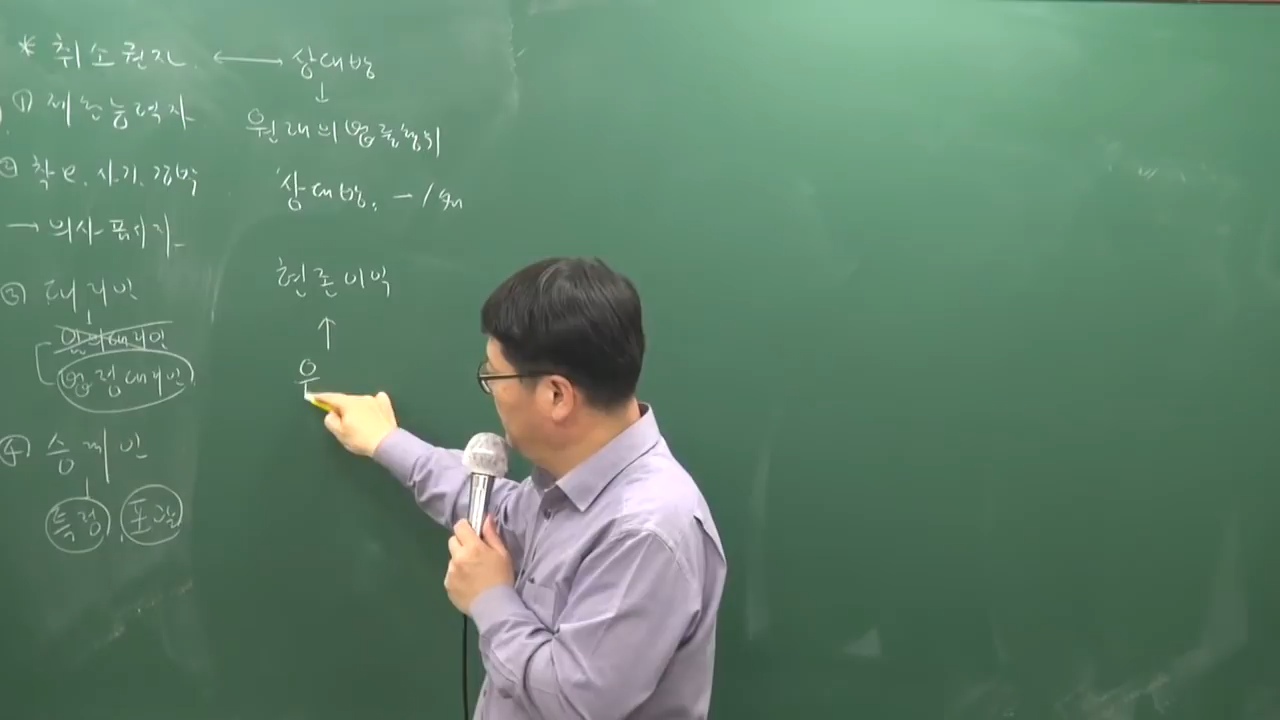 * 취소권자 ←→ 상대방
↓
① 제한능력자
원래의 법률행위
② 착오, 사기, 강박
상대방.
→ 의사표시자
현존이익
③ 대리인
↑
임의대리인
법정대리인
④ 승계인
특정, 포괄